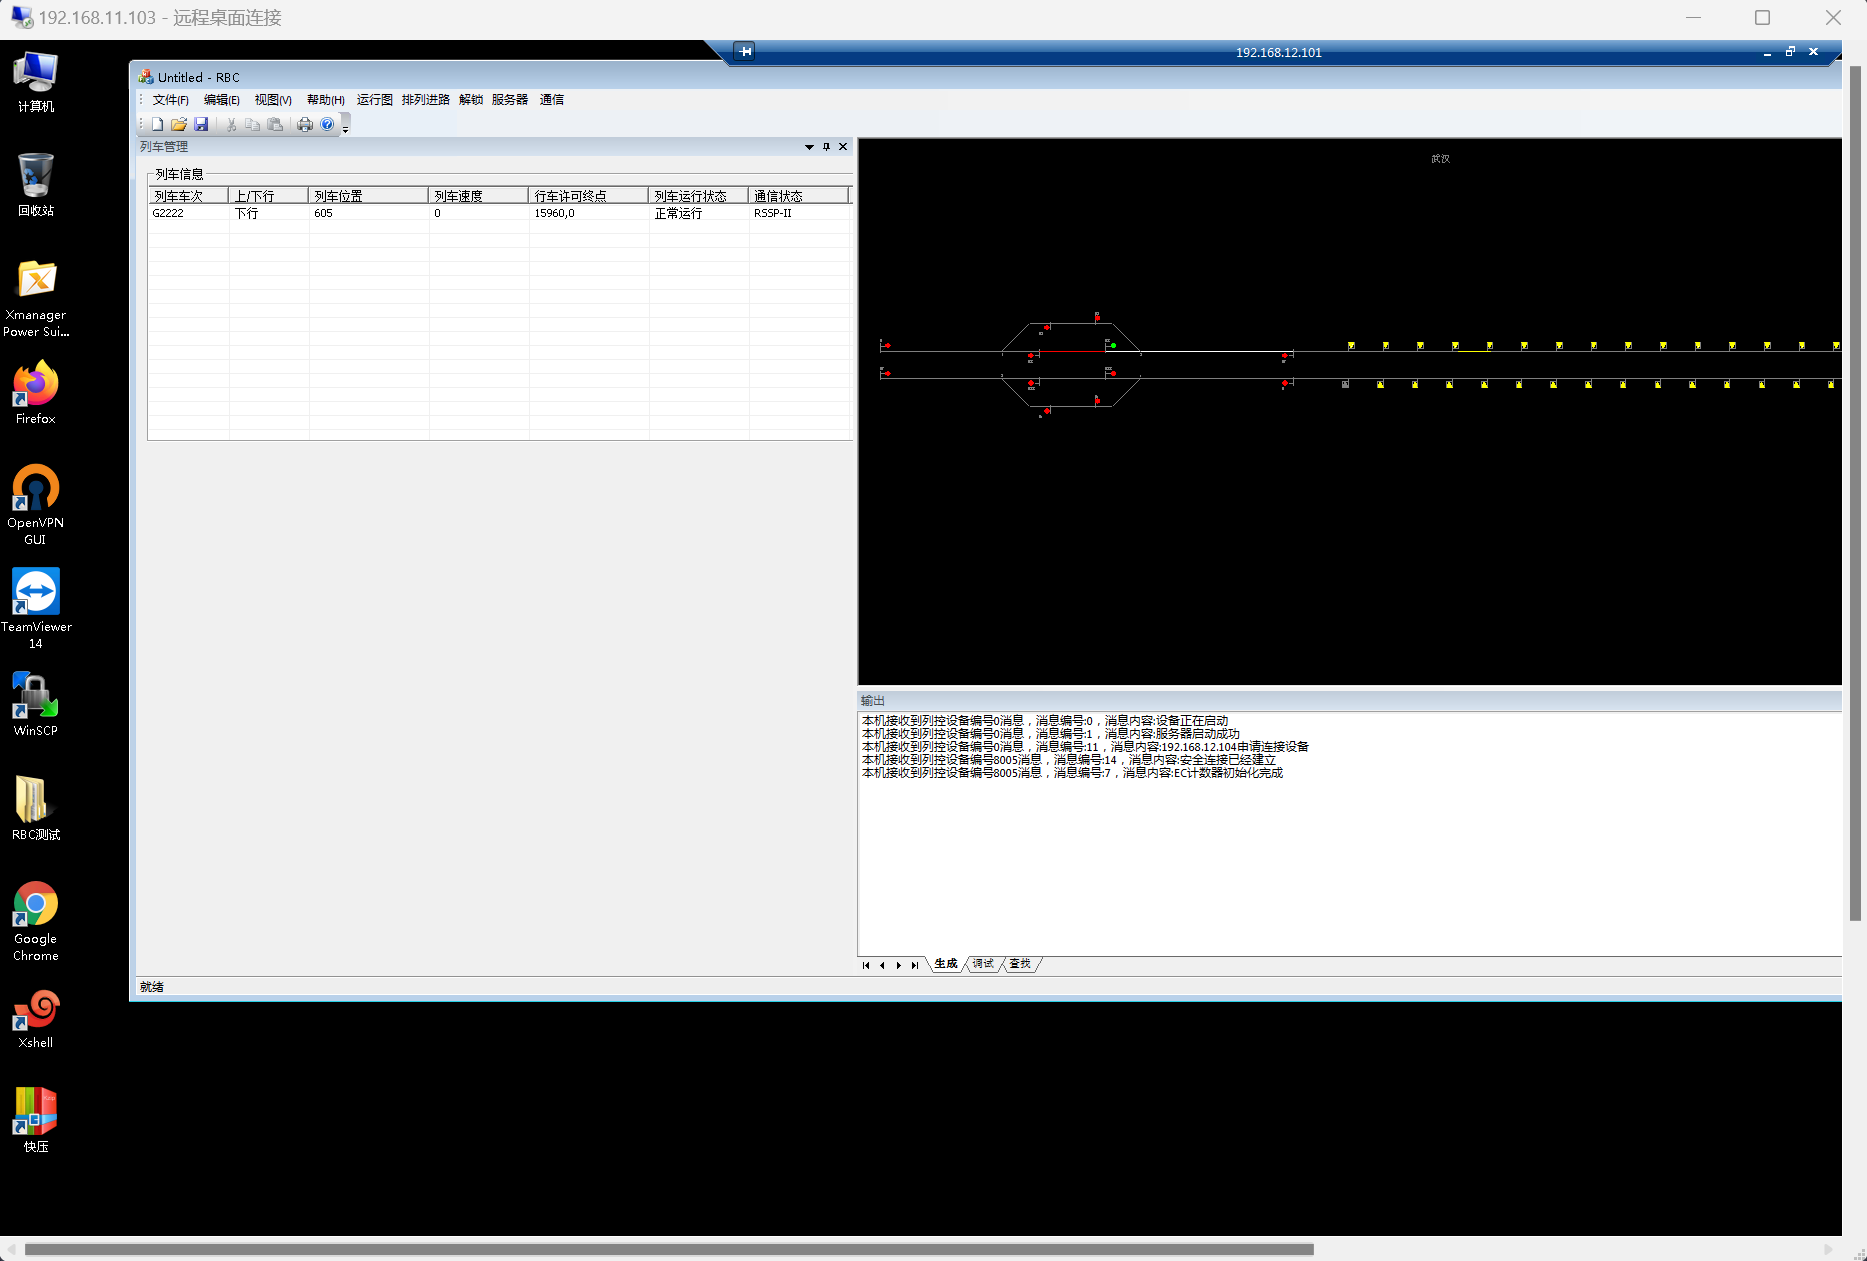 192.168.11.103 - 远程桌面连接
192.168.12.101
计算机
回收站
Xmanager
Power Sui...
Firefox
OpenVPN
GUI
TeamViewer
14
WinSCP
RBC测试
Google
Chrome
Xshell
快压
Untitled - RBC
文件(F) 编辑(E) 视图(V) 帮助(H) 运行图 排列进路 解锁 服务器 通信
列车管理
列车信息
列车车次 上/下行 列车位置 列车速度 行车许可终点 列车运行状态 通信状态
G2222 下行 605 0 15960,0 正常运行 RSSP-II
武汉
输出
本机接收到列控设备编号0消息，消息编号:0，消息内容:设备正在启动
本机接收到列控设备编号0消息，消息编号:1，消息内容:服务器启动成功
本机接收到列控设备编号0消息，消息编号:11，消息内容:192.168.12.104申请连接设备
本机接收到列控设备编号8005消息，消息编号:14，消息内容:安全连接已经建立
本机接收到列控设备编号8005消息，消息编号:7，消息内容:EC计数器初始化完成
生成 调试 查找
就绪